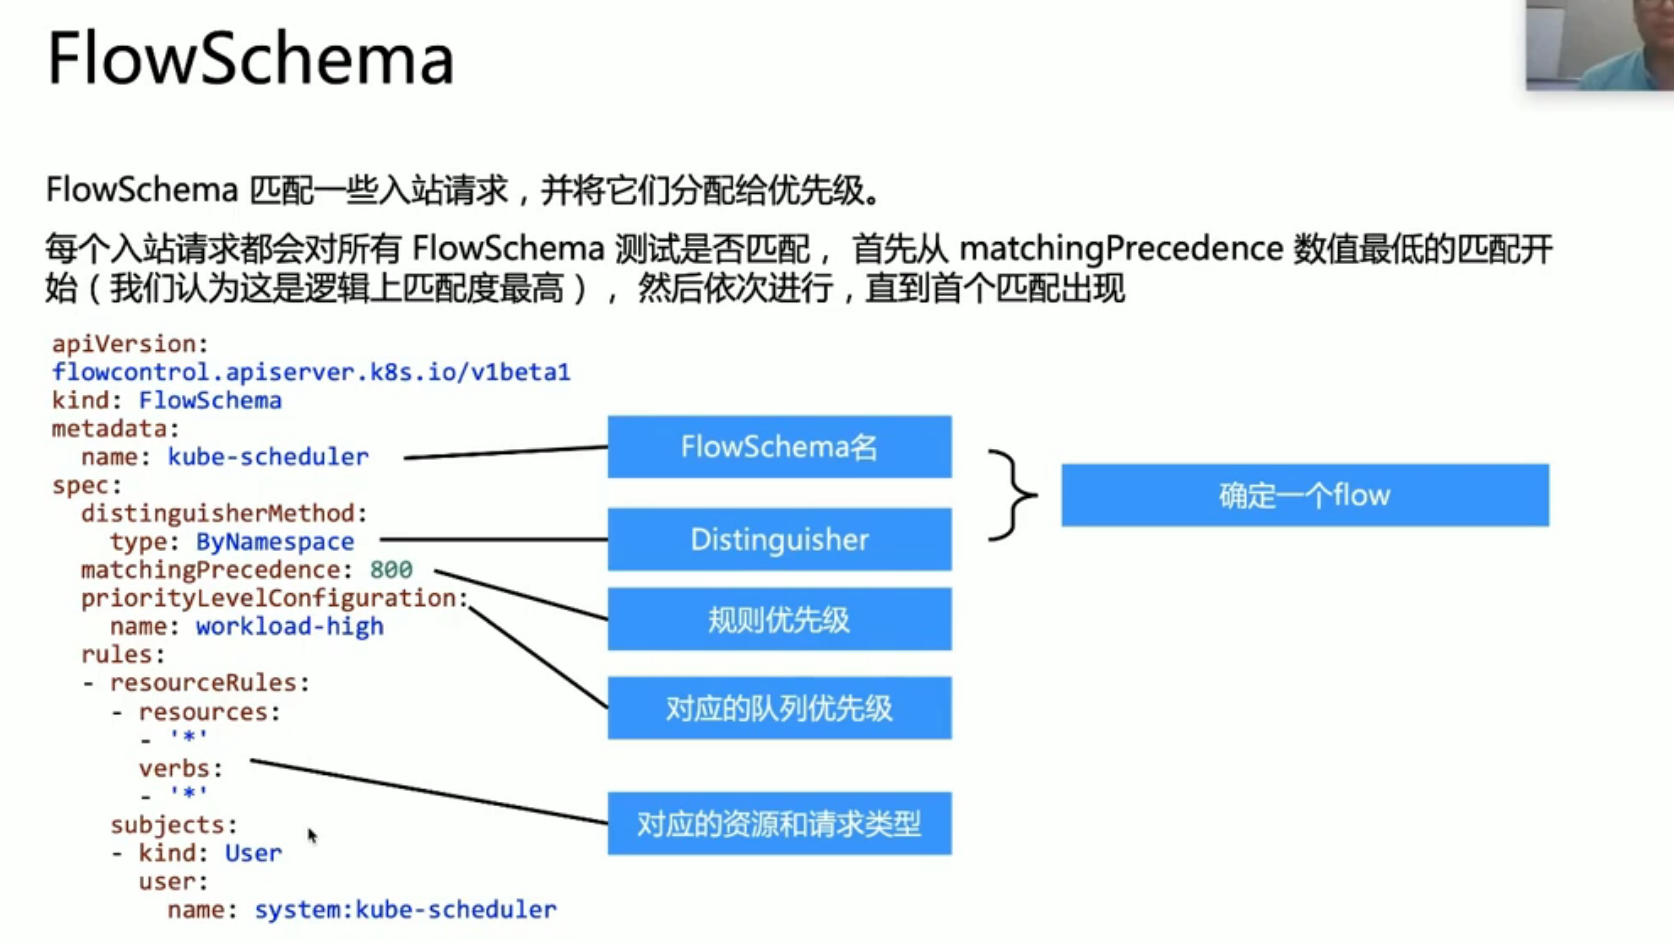 FlowSchema
FlowSchema 匹配一些入站请求，并将它们分配给优先级。
每个入站请求都会对所有 FlowSchema 测试是否匹配， 首先从 matchingPrecedence 数值最低的匹配开
始（我们认为这是逻辑上匹配度最高）， 然后依次进行，直到首个匹配出现
apiVersion:
flowcontrol.apiserver.k8s.io/v1beta1
kind: FlowSchema
metadata:
  name: kube-scheduler
spec:
  distinguisherMethod:
    type: ByNamespace
  matchingPrecedence: 800
  priorityLevelConfiguration:
    name: workload-high
  rules:
  - resourceRules:
    - resources:
      - '*'
      verbs:
      - '*'
    subjects:
    - kind: User
      user:
        name: system:kube-scheduler
FlowSchema名
Distinguisher
规则优先级
对应的队列优先级
对应的资源和请求类型
确定一个flow